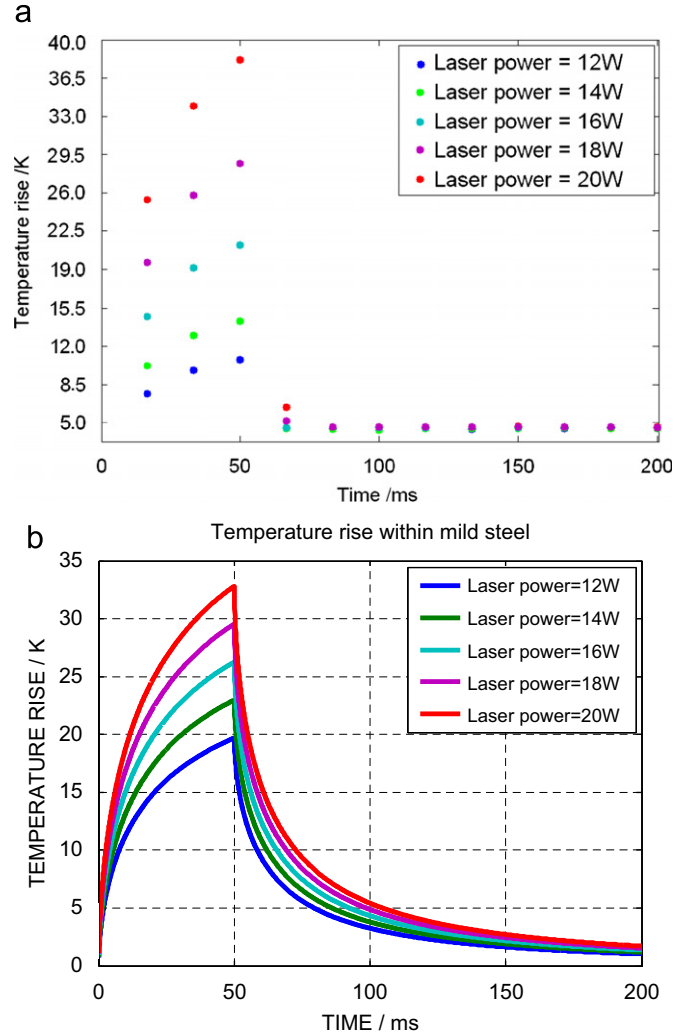 a
40.0
36.5
33.0
29.5
26.0
22.5
19.0
15.5
12.0
8.5
5.0
Temperature rise /K
Laser power = 12W
Laser power = 14W
Laser power = 16W
Laser power = 18W
Laser power = 20W
0
50
100
150
200
Time /ms
b
Temperature rise within mild steel
35
30
25
20
15
10
5
0
TEMPERATURE RISE / K
Laser power=12W
Laser power=14W
Laser power=16W
Laser power=18W
Laser power=20W
0
50
100
150
200
TIME / ms